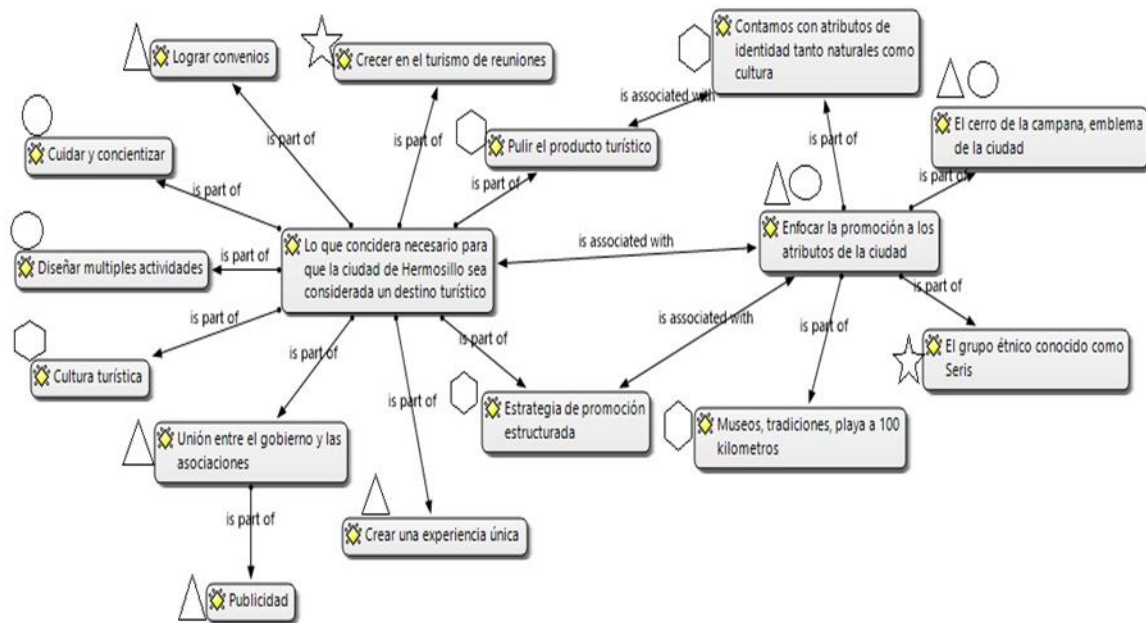 Lograr convenios
Crecer en el turismo de reuniones
Contamos con atributos de
identidad tanto naturales como
cultura
is associated with
El cerro de la campana, emblema
de la ciudad
is part of
is part of
Pulir el producto turístico
is part of
Cuidar y concientizar
is part of
is part of
is part of
is part of
Enfocar la promoción a los
atributos de la ciudad
Lo que concidera necesario para
que la ciudad de Hermosillo sea
considerada un destino turístico
is associated with
Diseñar multiples actividades
is part of
is part of
is part of
is associated with
is part of
is part of
is part of
El grupo étnico conocido como
Seris
Cultura turística
Estrategia de promoción
estructurada
Museos, tradiciones, playa a 100
kilometros
is part of
Unión entre el gobierno y las
asociaciones
is part of
Crear una experiencia única
Publicidad